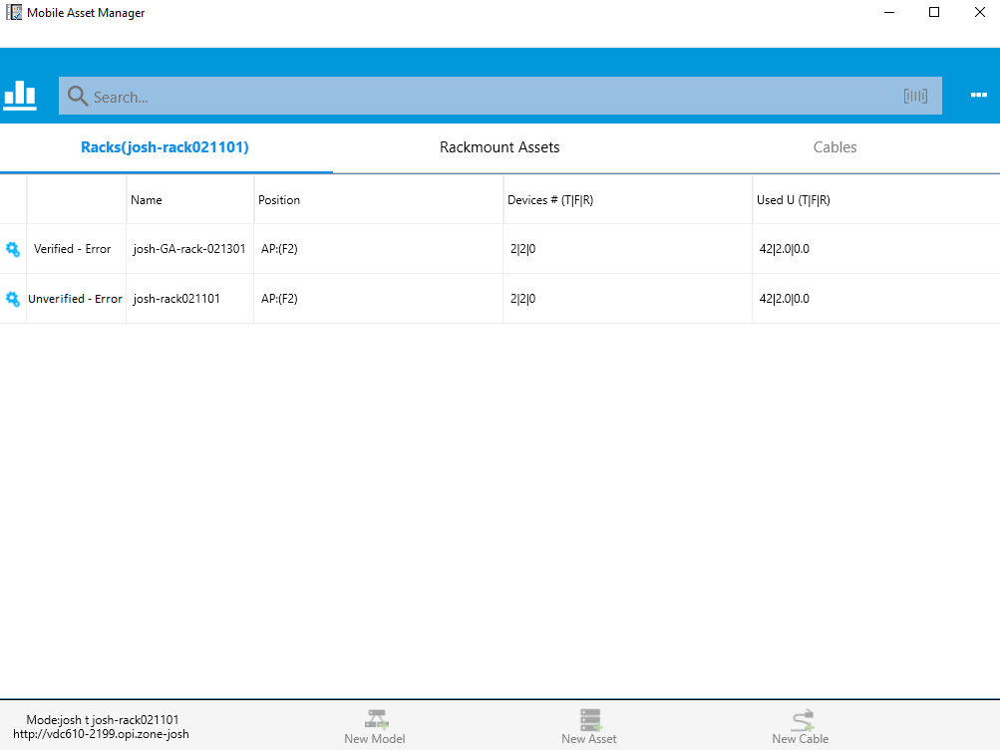 Mobile Asset Manager
Search...
Racks(josh-rack021101) Rackmount Assets Cables
Name Position Devices # (T|F|R) Used U (T|F|R)
Verified - Error josh-GA-rack-021301 AP:(F2) 2|2|0 42|2.0|0.0
Unverified - Error josh-rack021101 AP:(F2) 2|2|0 42|2.0|0.0
Mode:josh t josh-rack021101
http://vdc610-2199.opi.zone-josh
New Model New Asset New Cable